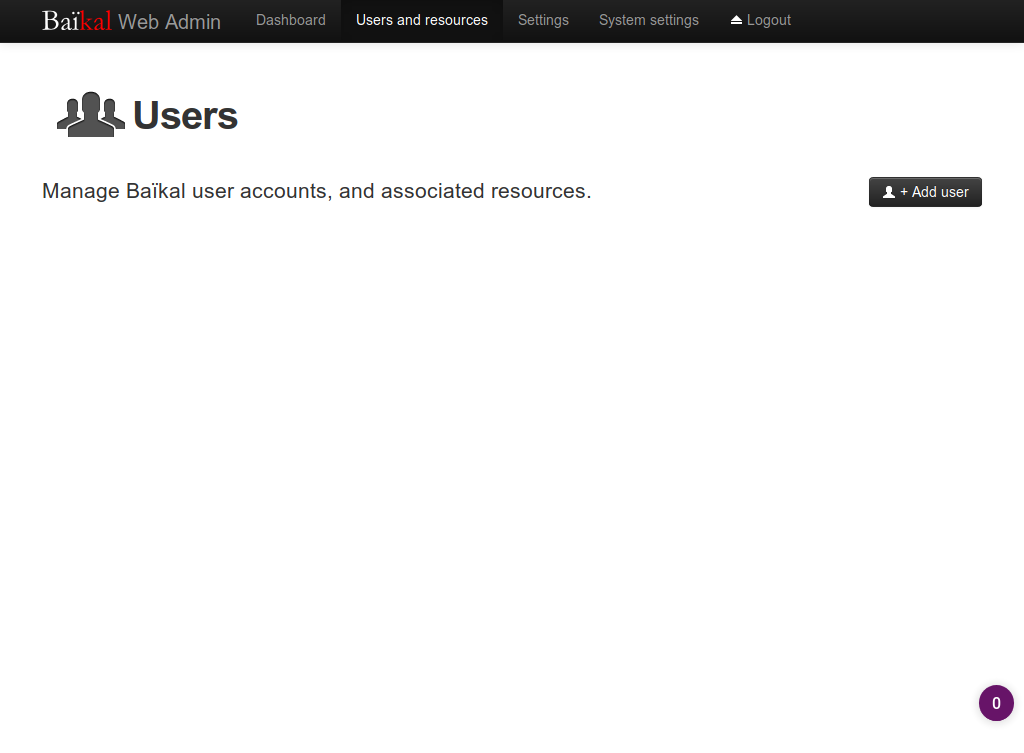 Baïkal Web Admin Dashboard Users and resources Settings System settings Logout
Users
Manage Baïkal user accounts, and associated resources.
+ Add user
0